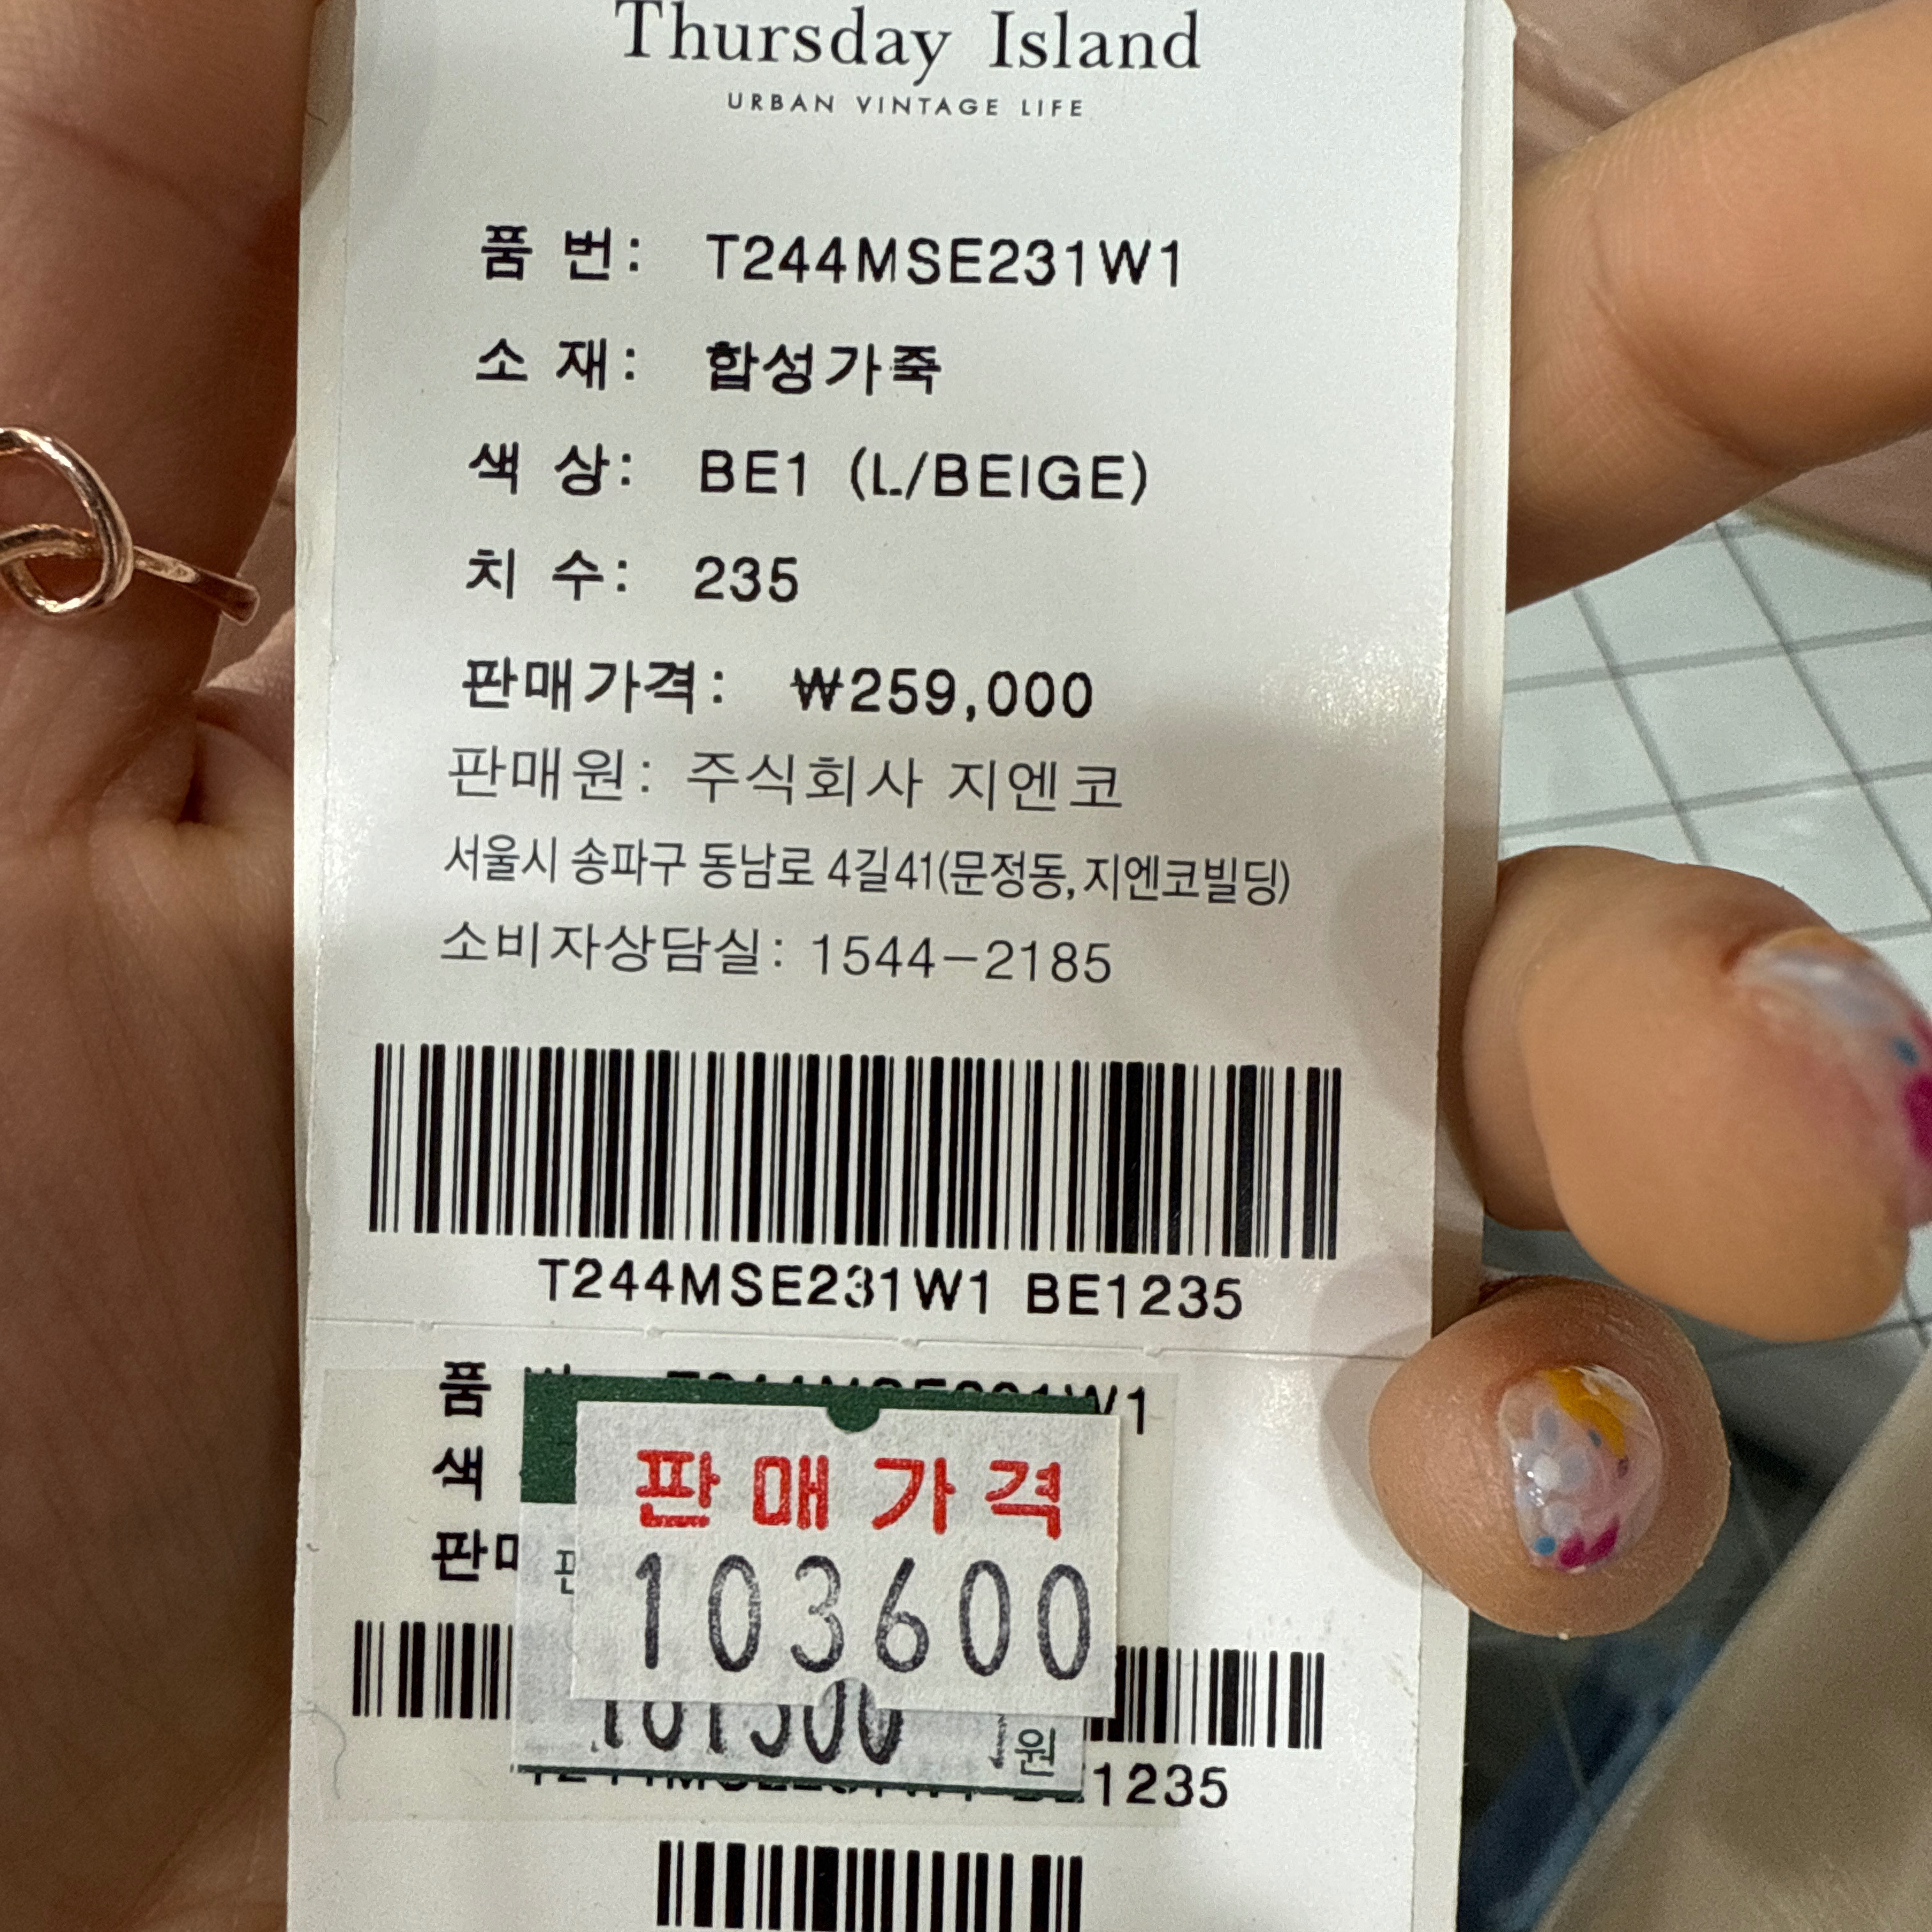 Thursday Island
URBAN VINTAGE LIFE
품 번: T244MSE231W1
소 재: 합성가죽
색 상: BE1 (L/BEIGE)
치 수: 235
판매가격: ₩259,000
판매원: 주식회사 지엔코
서울시 송파구 동남로 4길41(문정동, 지엔코빌딩)
소비자상담실: 1544-2185
T244MSE231W1 BE1235
품
색
판매가격
103600
원
1235